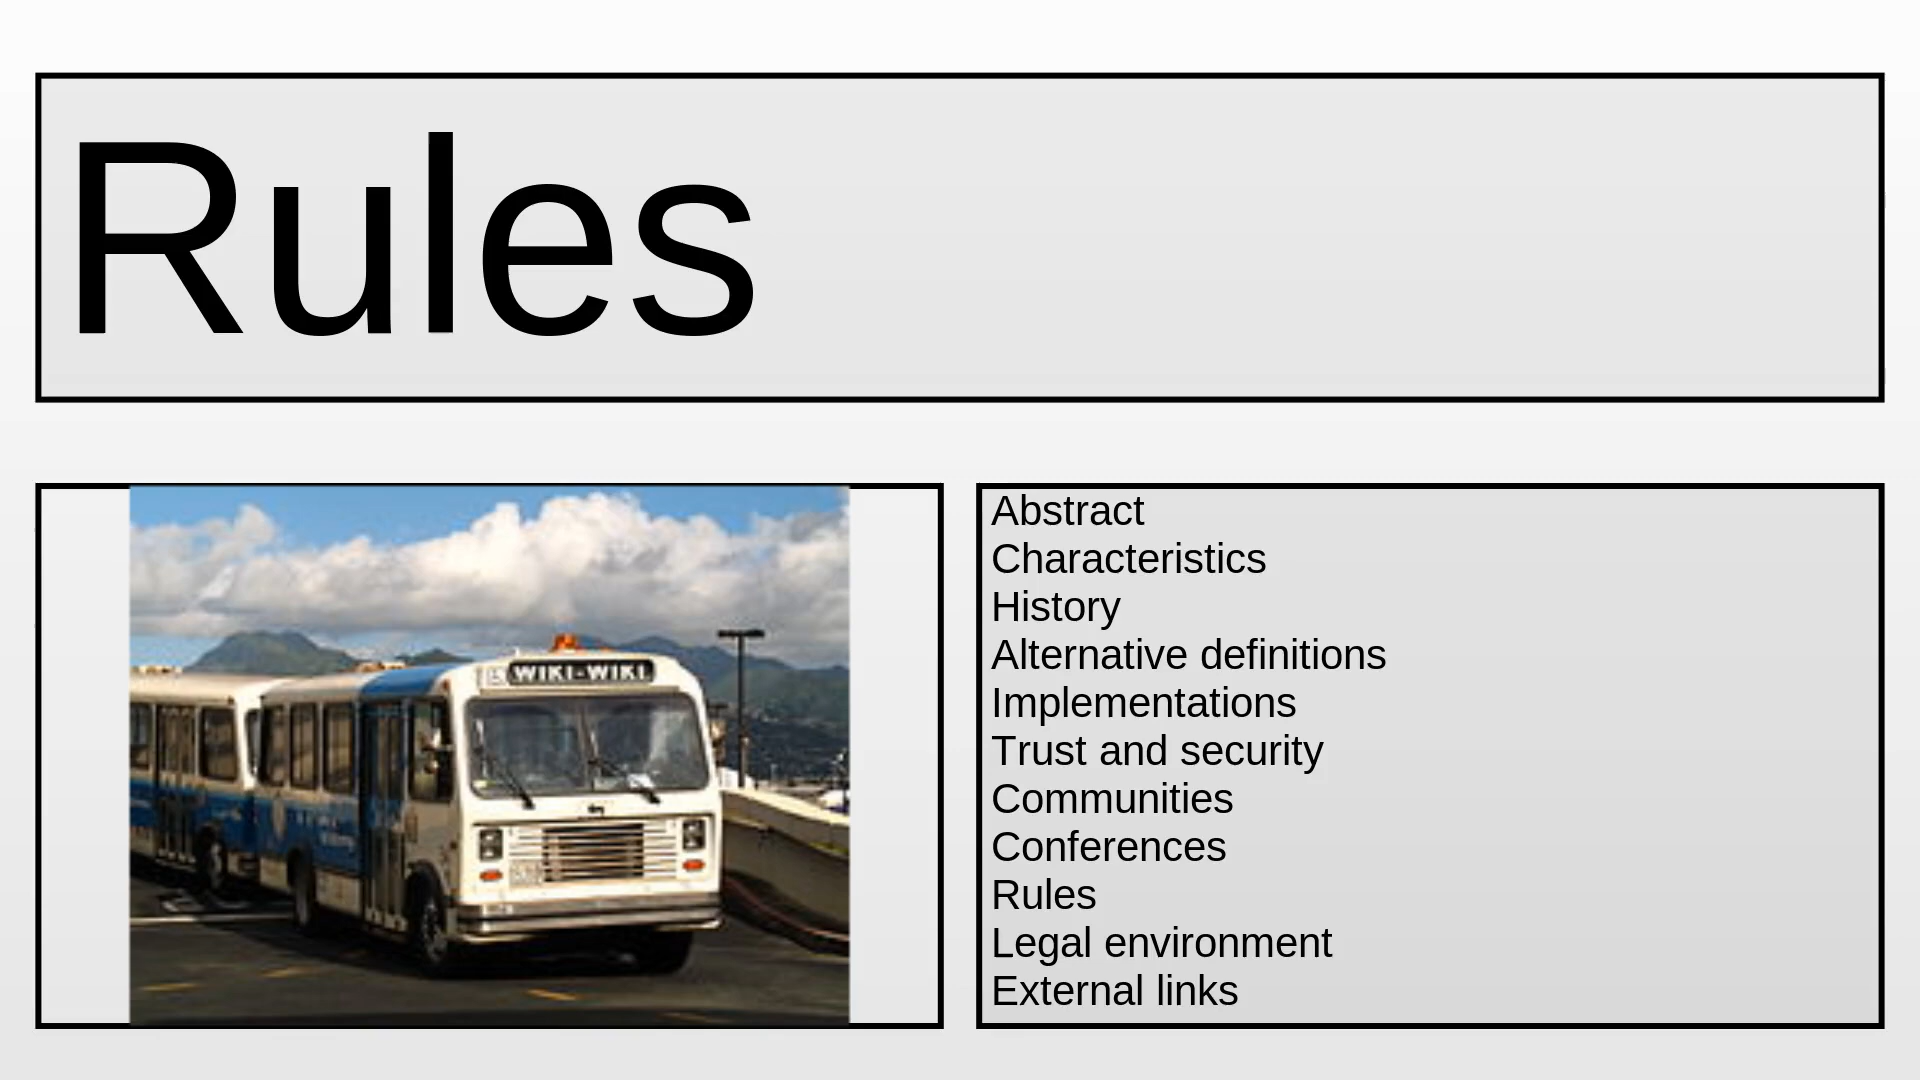 Rules
WIKI-WIKI
Abstract
Characteristics
History
Alternative definitions
Implementations
Trust and security
Communities
Conferences
Rules
Legal environment
External links